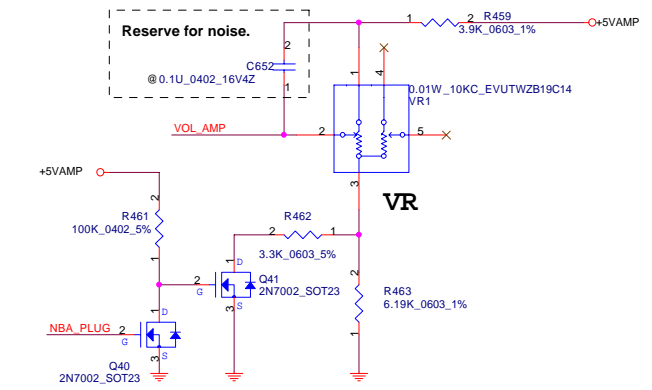 Reserve for noise.
1
R459
2
3.9K_0603_1%
+5VAMP
2
C652
@0.1U_0402_16V4Z
1
1
4
0.01W_10KC_EVUTWZB19C14
VR1
VOL_AMP
2
5
3
VR
+5VAMP
2
R461
100K_0402_5%
1
R462
2
1
3.3K_0603_5%
1
D
2
G
Q41
2N7002_SOT23
S
3
2
R463
6.19K_0603_1%
1
1
D
NBA_PLUG
2
G
S
3
Q40
2N7002_SOT23